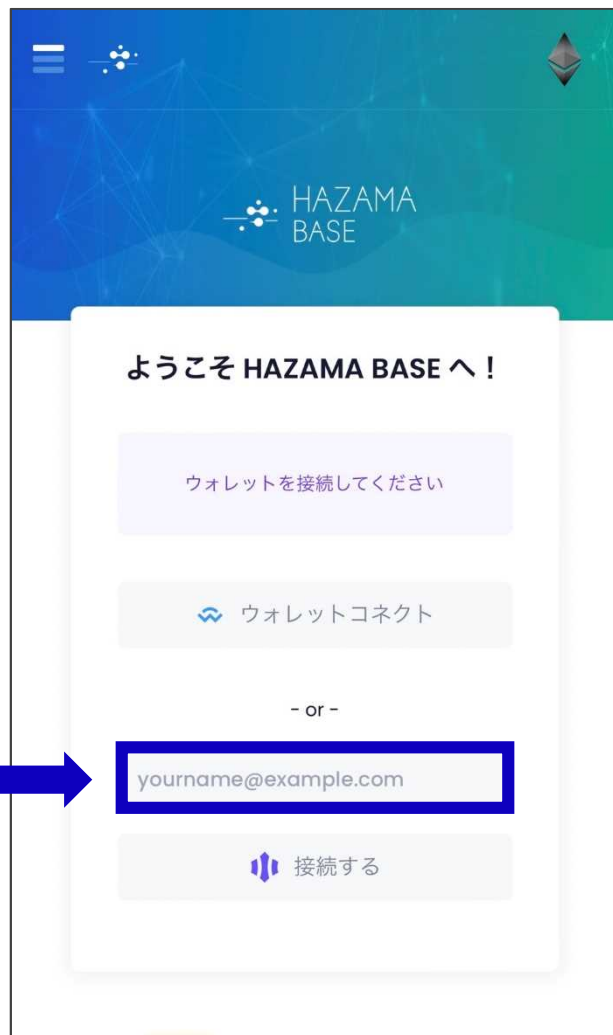 HAZAMA
BASE
ようこそ HAZAMA BASE へ！
ウォレットを接続してください
ウォレットコネクト
- or -
yourname@example.com
接続する